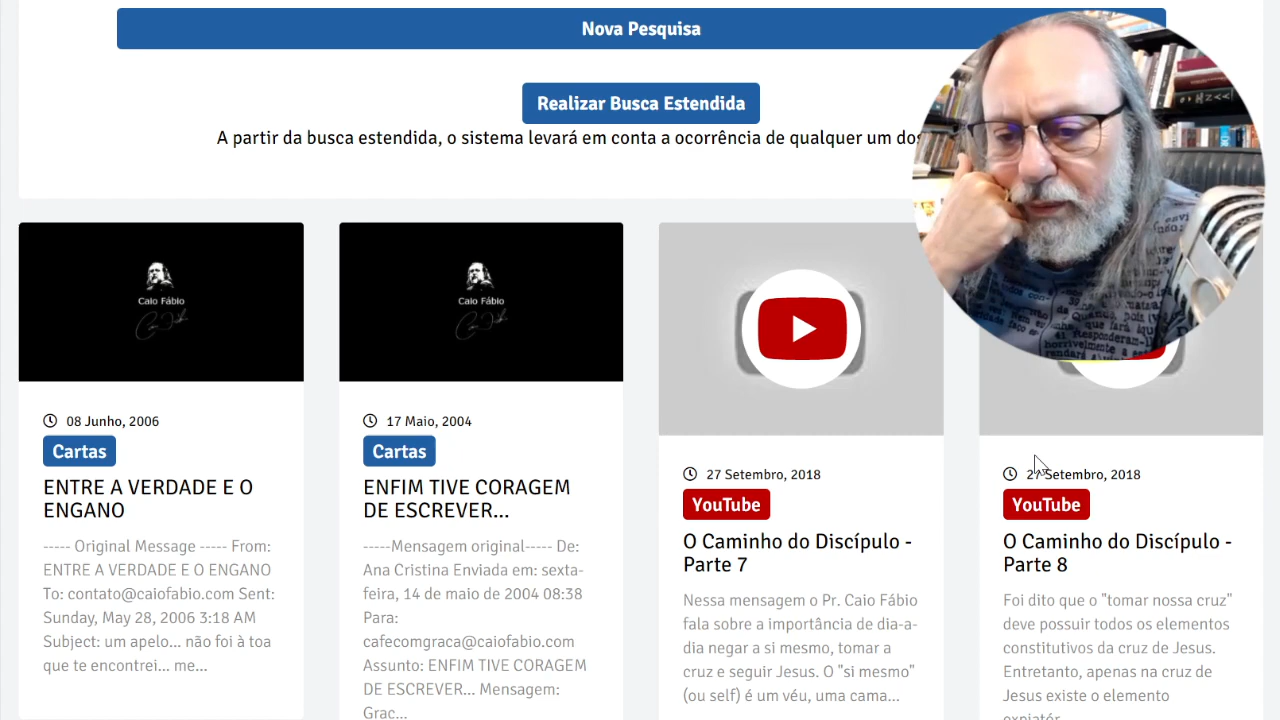 Nova Pesquisa
Realizar Busca Estendida
A partir da busca estendida, o sistema levará em conta a ocorrência de qualquer um dos
Caio Fábio
08 Junho, 2006
Cartas
ENTRE A VERDADE E O
ENGANO
----- Original Message ----- From:
ENTRE A VERDADE E O ENGANO
To: contato@caiofabio.com Sent:
Sunday, May 28, 2006 3:18 AM
Subject: um apelo... não foi à toa
que te encontrei... me...
Caio Fábio
17 Maio, 2004
Cartas
ENFIM TIVE CORAGEM
DE ESCREVER...
-----Mensagem original----- De:
Ana Cristina Enviada em: sexta-
feira, 14 de maio de 2004 08:38
Para:
cafecomgraca@caiofabio.com
Assunto: ENFIM TIVE CORAGEM
DE ESCREVER... Mensagem:
Grac...
27 Setembro, 2018
YouTube
O Caminho do Discípulo -
Parte 7
Nessa mensagem o Pr. Caio Fábio
fala sobre a importância de dia-a-
dia negar a si mesmo, tomar a
cruz e seguir Jesus. O "si mesmo"
(ou self) é um véu, uma cama...
27 Setembro, 2018
YouTube
O Caminho do Discípulo -
Parte 8
Foi dito que o "tomar nossa cruz"
deve possuir todos os elementos
constitutivos da cruz de Jesus.
Entretanto, apenas na cruz de
Jesus existe o elemento